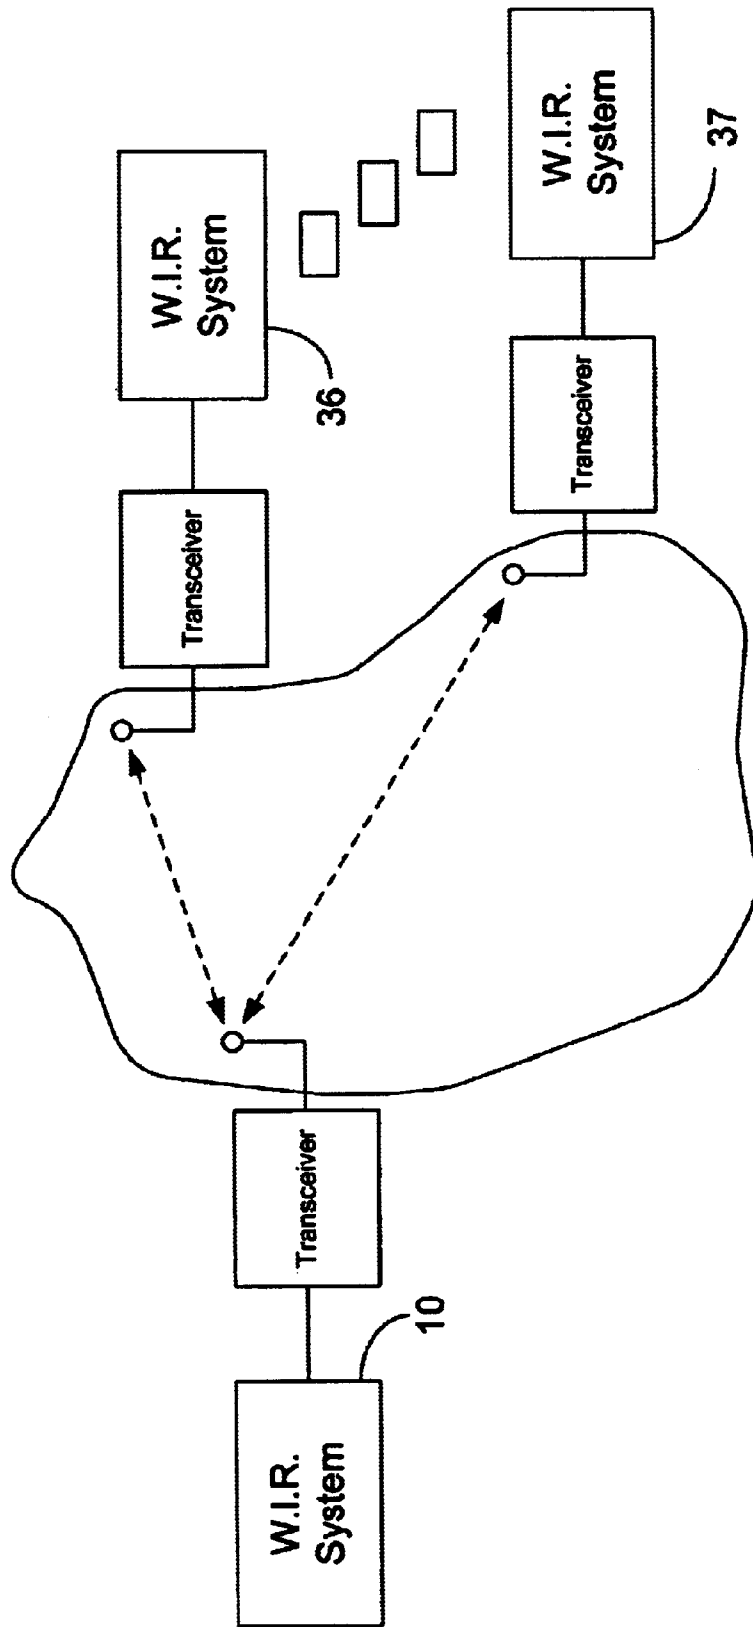 W.I.R.
System
10
Transceiver
Transceiver
W.I.R.
System
36
Transceiver
W.I.R.
System
37